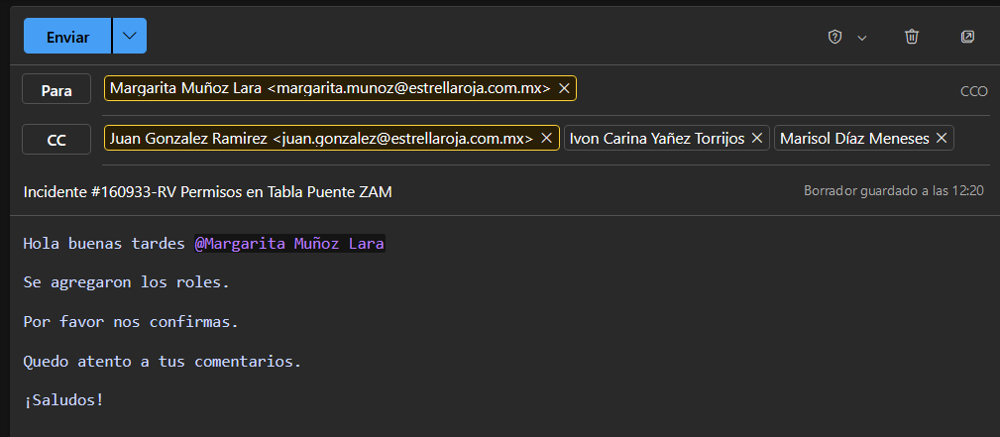 Enviar
Para
Margarita Muñoz Lara <margarita.munoz@estrellaroja.com.mx>
CCO
CC
Juan Gonzalez Ramirez <juan.gonzalez@estrellaroja.com.mx>
Ivon Carina Yañez Torrijos
Marisol Díaz Meneses
Incidente #160933-RV Permisos en Tabla Puente ZAM
Borrador guardado a las 12:20
Hola buenas tardes @Margarita Muñoz Lara
Se agregaron los roles.
Por favor nos confirmas.
Quedo atento a tus comentarios.
¡Saludos!